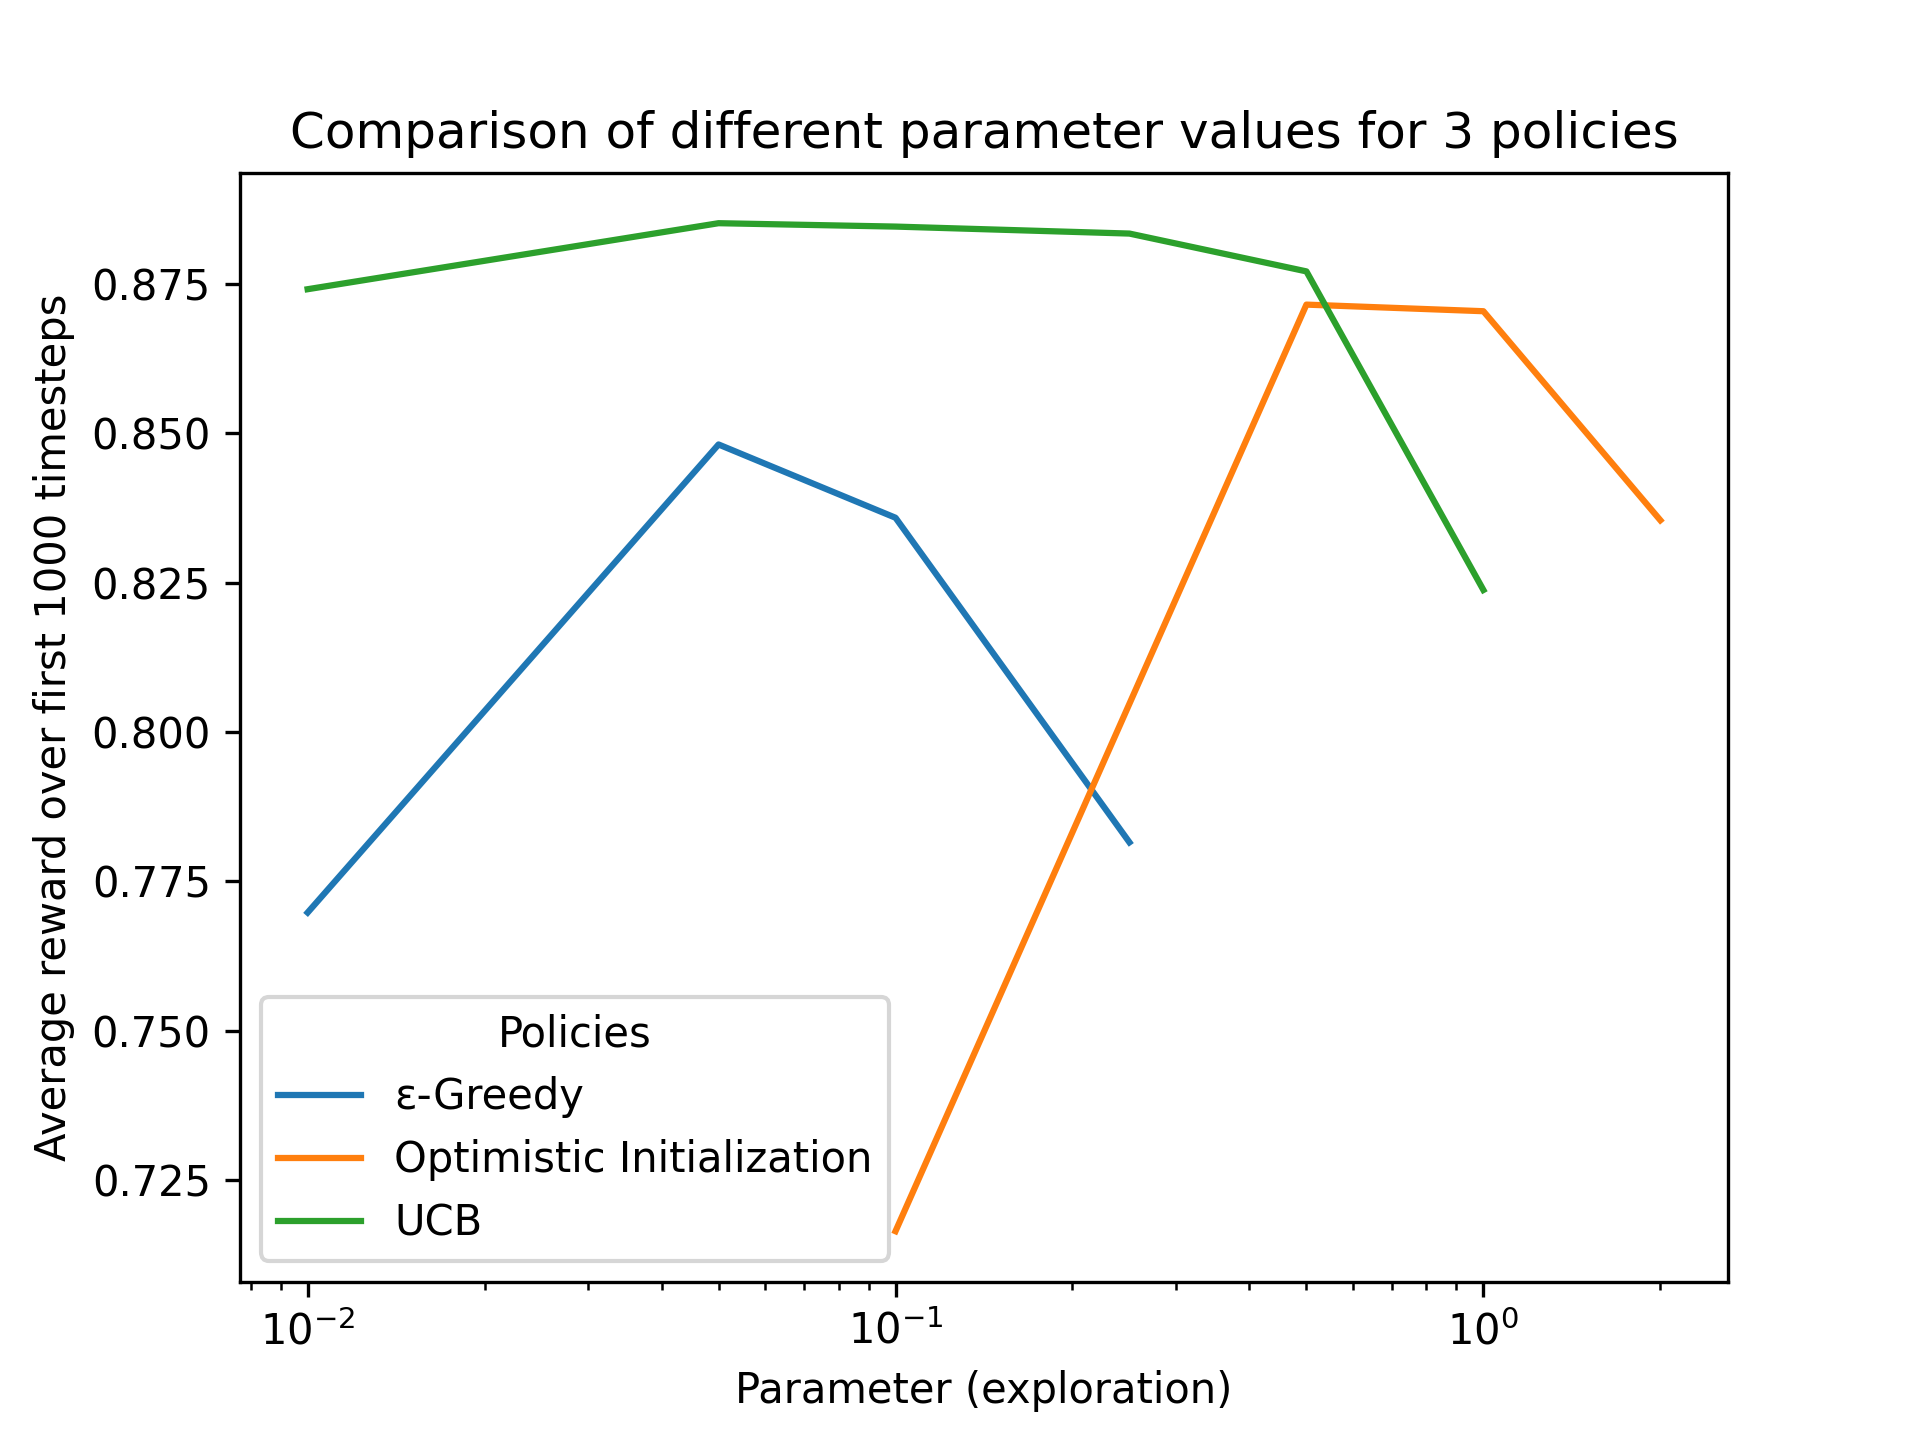 Comparison of different parameter values for 3 policies
Average reward over first 1000 timesteps
0.875
0.850
0.825
0.800
0.775
0.750
0.725
Policies
ε-Greedy
Optimistic Initialization
UCB
10⁻² 10⁻¹ 10⁰
Parameter (exploration)